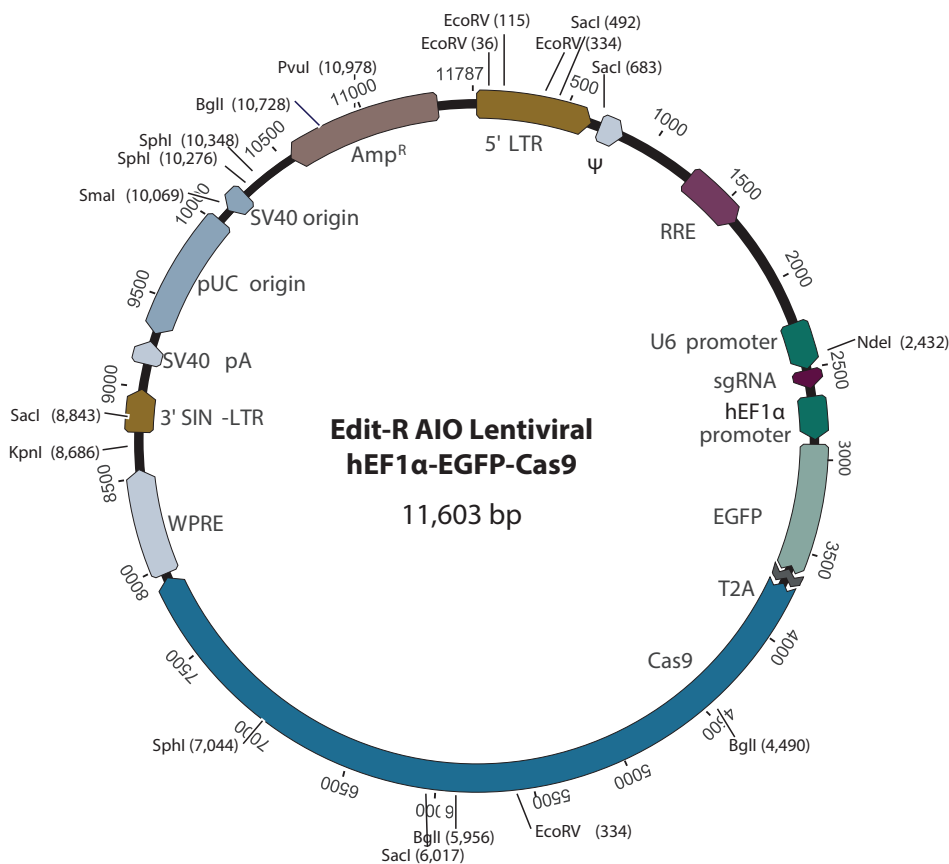 EcoRV (115)
SacI (492)
EcoRV (36)
EcoRV (334)
SacI (683)
PvuI (10,978)
11787
500
11000
BglI (10,728)
1000
SphI (10,348)
10500
Amp^R
5' LTR
Ψ
SphI (10,276)
1500
SmaI (10,069)
10000
SV40 origin
RRE
2000
9500
pUC origin
U6 promoter
NdeI (2,432)
SV40 pA
2500
sgRNA
9000
hEF1α
promoter
SacI (8,843)
3' SIN -LTR
Edit-R AIO Lentiviral
hEF1α-EGFP-Cas9
11,603 bp
KpnI (8,686)
3000
8500
WPRE
EGFP
3500
8000
T2A
4000
Cas9
7500
7000
4500
SphI (7,044)
BglI (4,490)
5000
6500
5500
BglI (5,956)
EcoRV (334)
SacI (6,017)